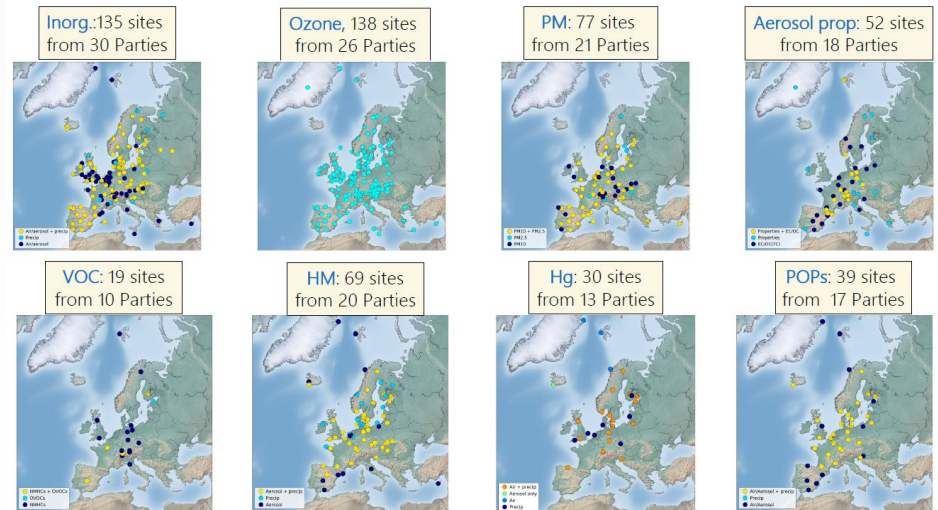 Inorg.:135 sites
from 30 Parties
Ozone, 138 sites
from 26 Parties
PM: 77 sites
from 21 Parties
Aerosol prop: 52 sites
from 18 Parties
Air/aerosol + precip
Precip
Air/aerosol
PM10 + PM2.5
PM2.5
PM10
Properties + EC/OC
Properties
EC/OC(TC)
VOC: 19 sites
from 10 Parties
HM: 69 sites
from 20 Parties
Hg: 30 sites
from 13 Parties
POPs: 39 sites
from 17 Parties
NMHCs + OVOCs
OVOCs
NMHCs
Aerosol + precip
Precip
Aerosol
Air + precip
Aerosol only
Air
Precip
Air/Aerosol + precip
Precip
Air/Aerosol